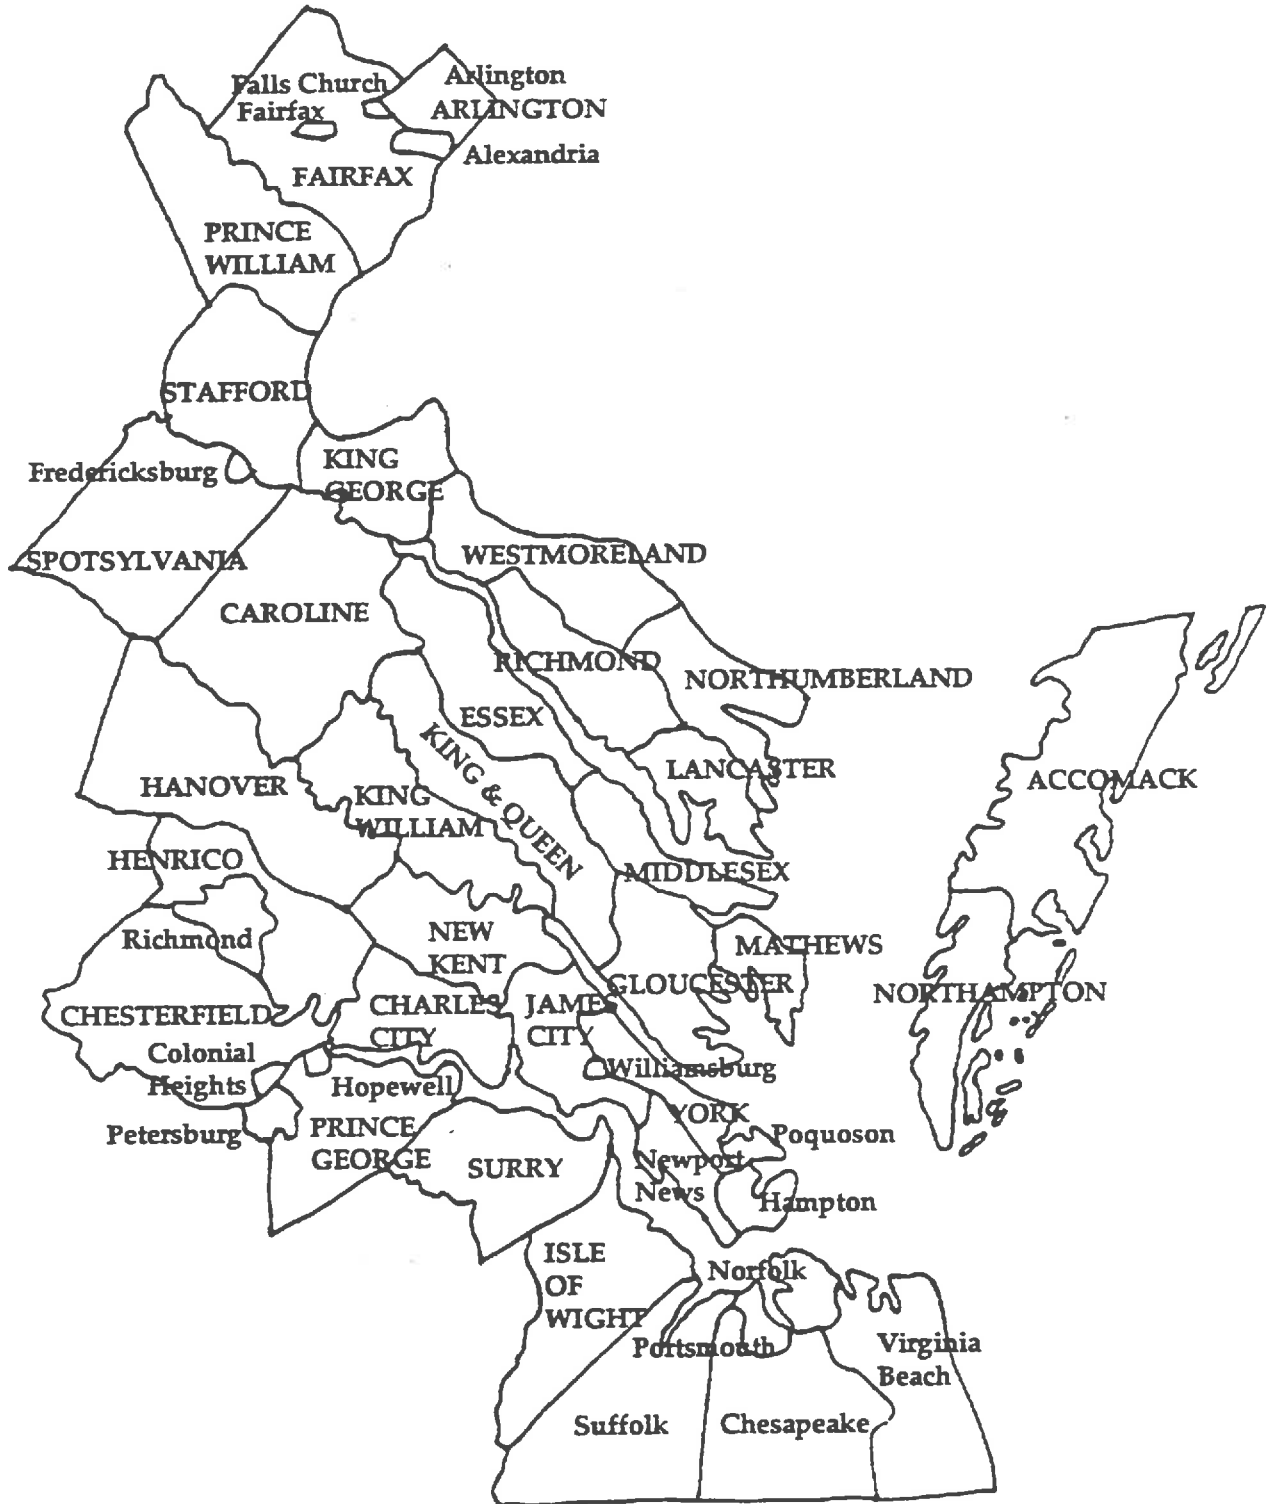 Falls Church
Arlington
Fairfax
ARLINGTON
Alexandria
FAIRFAX
PRINCE
WILLIAM
STAFFORD
KING
GEORGE
Fredericksburg
SPOTSYLVANIA
WESTMORELAND
CAROLINE
RICHMOND
NORTHUMBERLAND
ESSEX
KING & QUEEN
LANCASTER
ACCOMACK
HANOVER
KING
WILLIAM
HENRICO
MIDDLESEX
Richmond
NEW
KENT
MATHEWS
GLOUCESTER
NORTHAMPTON
CHESTERFIELD
CHARLES
CITY
JAMES
CITY
Colonial
Heights
Hopewell
Williamsburg
YORK
Petersburg
PRINCE
GEORGE
Poquoson
SURRY
Newport
News
Hampton
ISLE
OF
WIGHT
Norfolk
Portsmouth
Virginia
Beach
Suffolk
Chesapeake